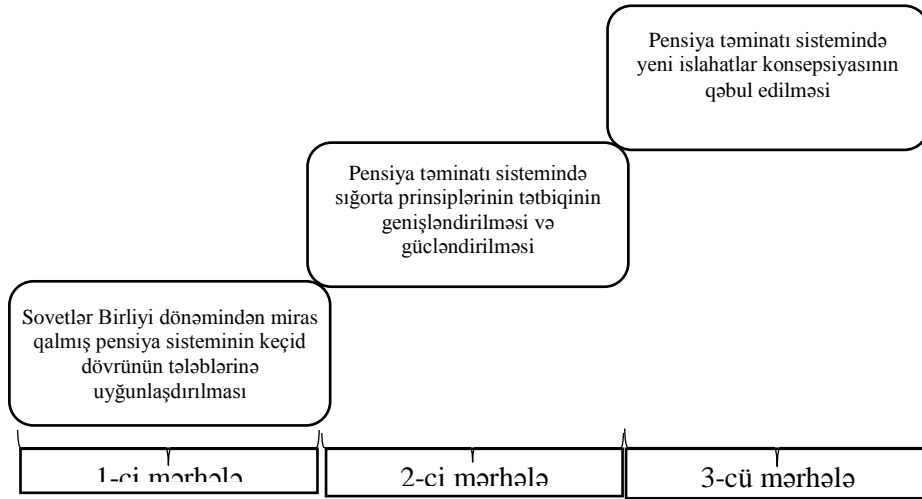 Pensiya təminatı sistemində
yeni islahatlar konsepsiyasının
qəbul edilməsi
Pensiya təminatı sistemində
sığorta prinsiplərinin tətbiqinin
genişləndirilməsi və
gücləndirilməsi
Sovetlər Birliyi dönəmindən miras
qalmış pensiya sisteminin keçid
dövrünün tələblərinə
uyğunlaşdırılması
1-ci mərhələ
2-ci mərhələ
3-cü mərhələ